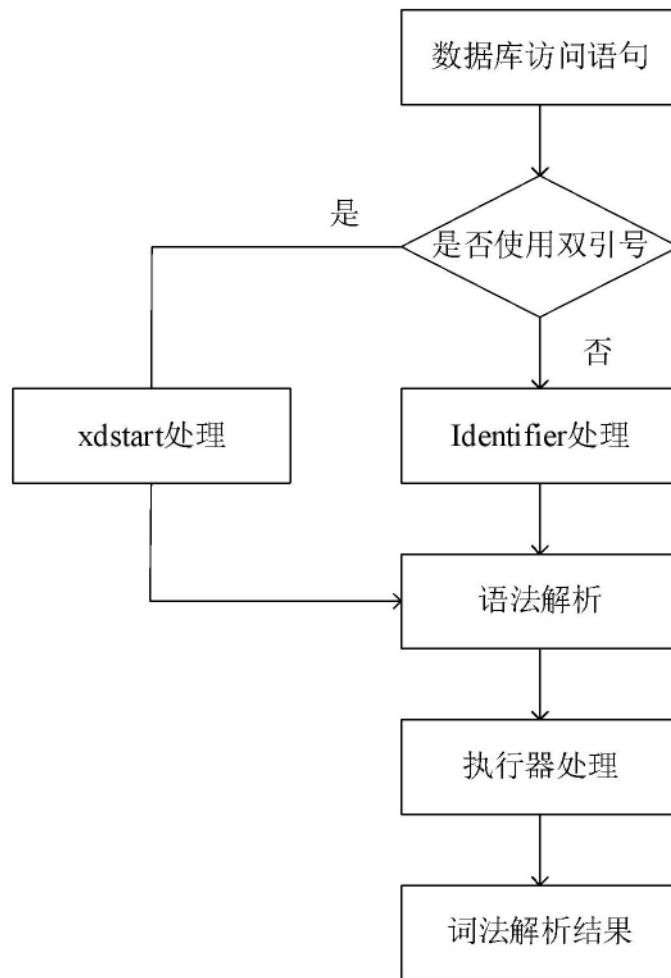 数据库访问语句
是
是否使用双引号
否
xdstart处理
Identifier处理
语法解析
执行器处理
词法解析结果